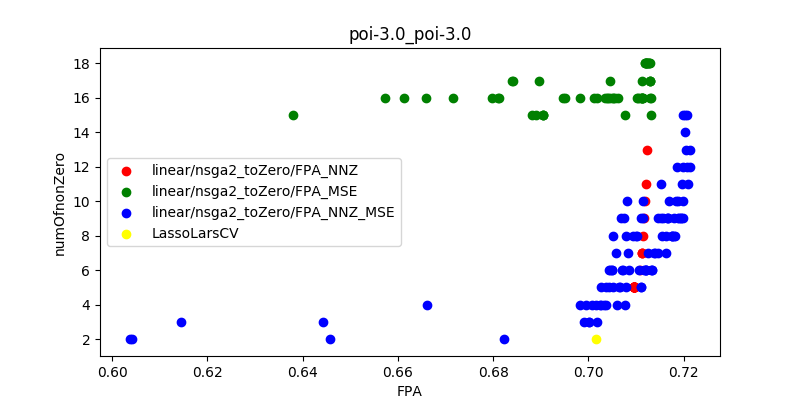 poi-3.0_poi-3.0
numOfnonZero
18
16
14
12
10
8
6
4
2
linear/nsga2_toZero/FPA_NNZ
linear/nsga2_toZero/FPA_MSE
linear/nsga2_toZero/FPA_NNZ_MSE
LassoLarsCV
0.60 0.62 0.64 0.66 0.68 0.70 0.72
FPA